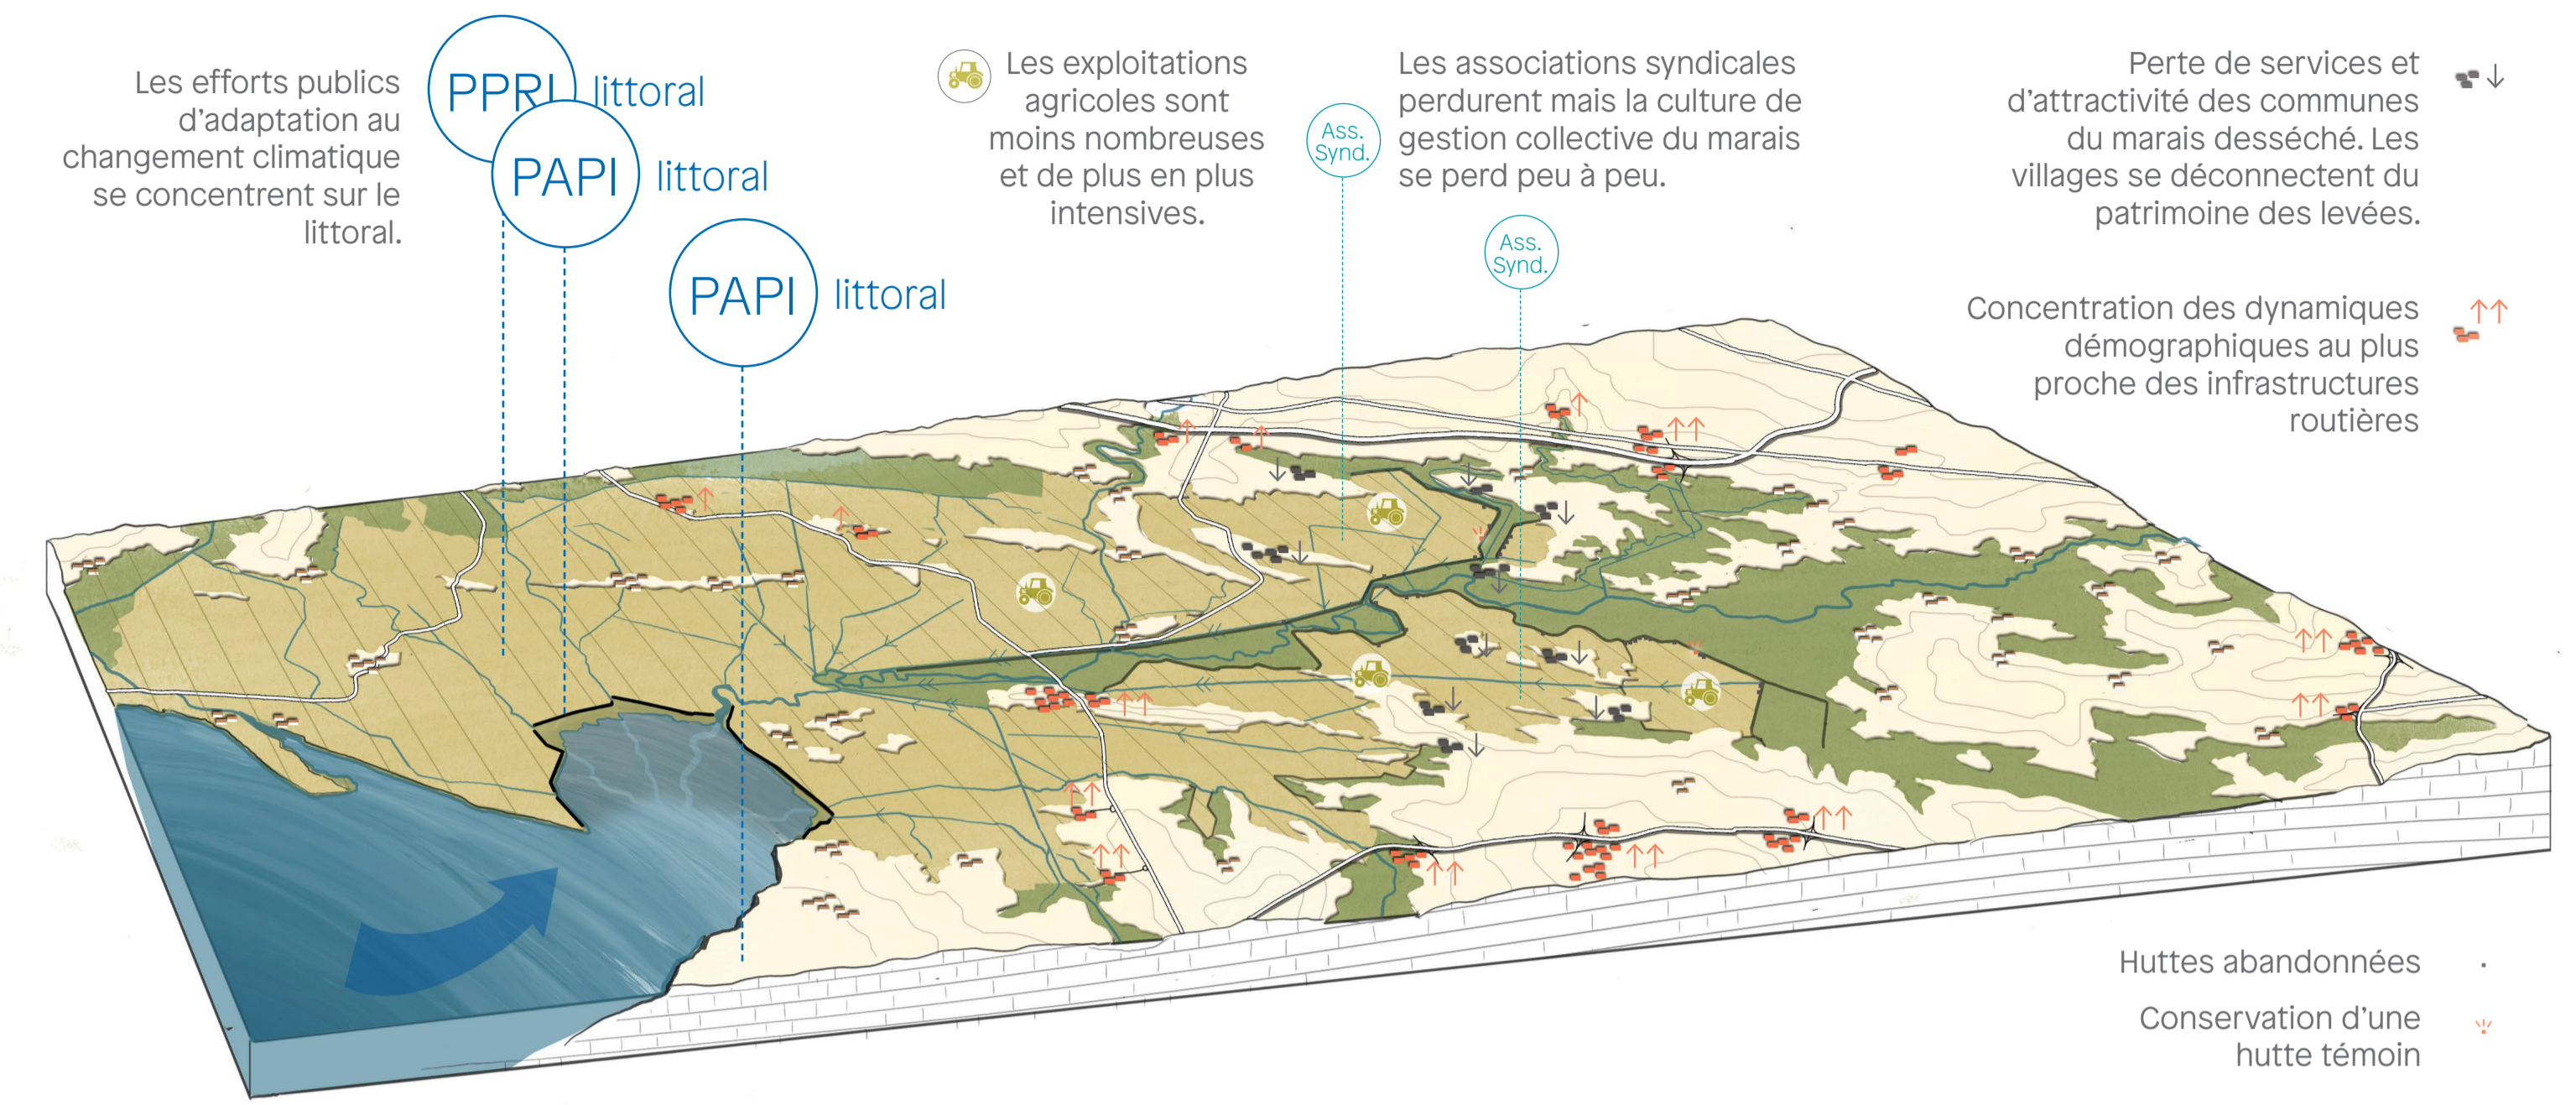 Les efforts publics
d'adaptation au
changement climatique
se concentrent sur le
littoral.
PPRI littoral
PAPI littoral
PAPI littoral
Les exploitations
agricoles sont
moins nombreuses
et de plus en plus
intensives.
Ass.
Synd.
Les associations syndicales
perdurent mais la culture de
gestion collective du marais
se perd peu à peu.
Ass.
Synd.
Perte de services et
d'attractivité des communes
du marais desséché. Les
villages se déconnectent du
patrimoine des levées.
Concentration des dynamiques
démographiques au plus
proche des infrastructures
routières
Huttes abandonnées
Conservation d'une
hutte témoin